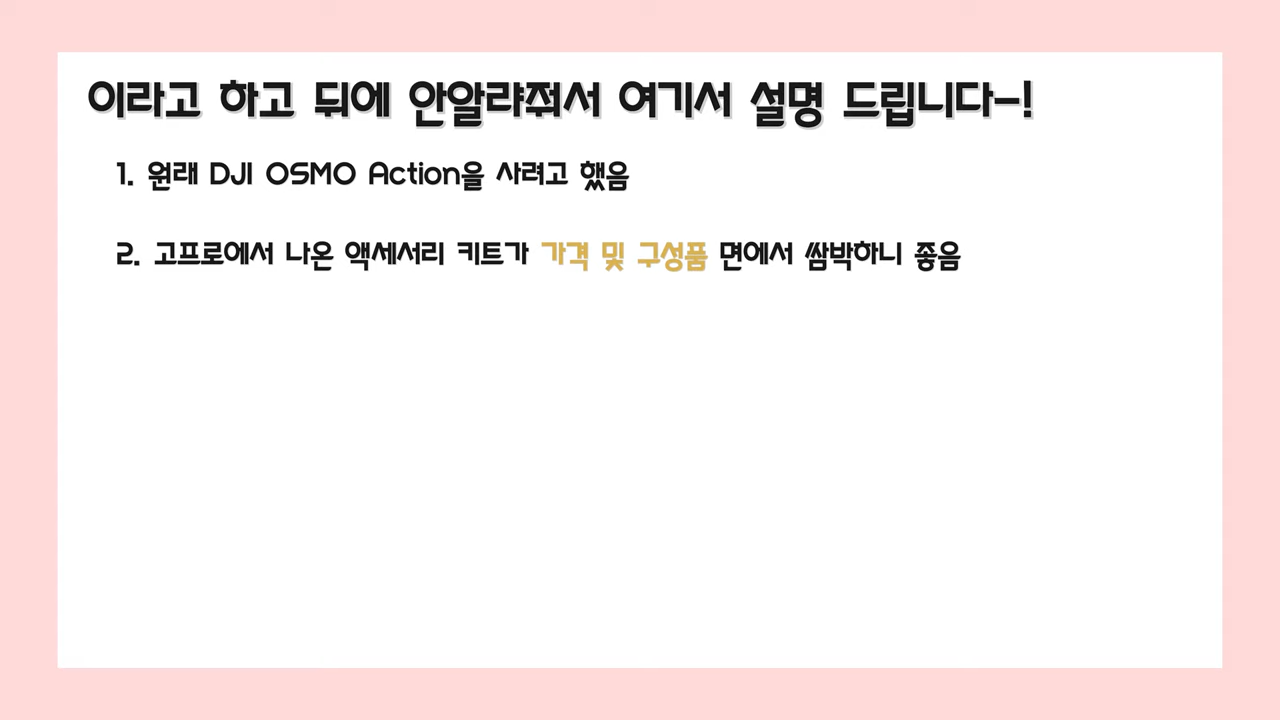 이라고 하고 뒤에 안알랴줘서 여기서 설명 드립니다-!
1. 원래 DJI OSMO Action을 사려고 했음
2. 고프로에서 나온 액세서리 키트가 가격 및 구성품 면에서 쌈박하니 좋음